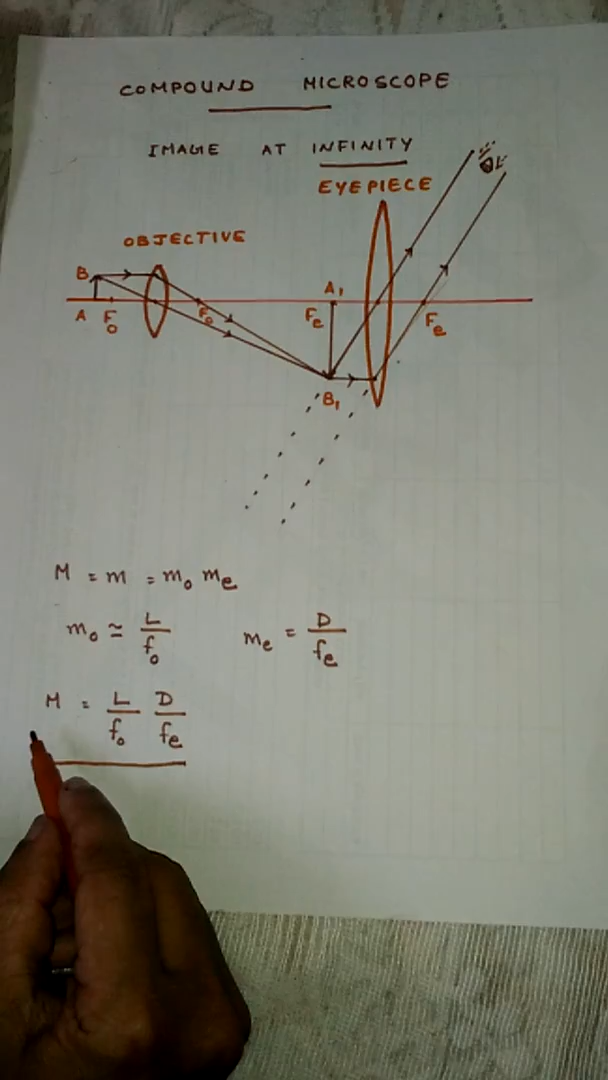 COMPOUND MICROSCOPE
IMAGE AT INFINITY
EYEPIECE
OBJECTIVE
B
A₁
A F₀ F₀ Fe Fe
B₁
M = m = m₀ me
m₀ ≃ L/f₀ me = D/fe
M = L/f₀ D/fe